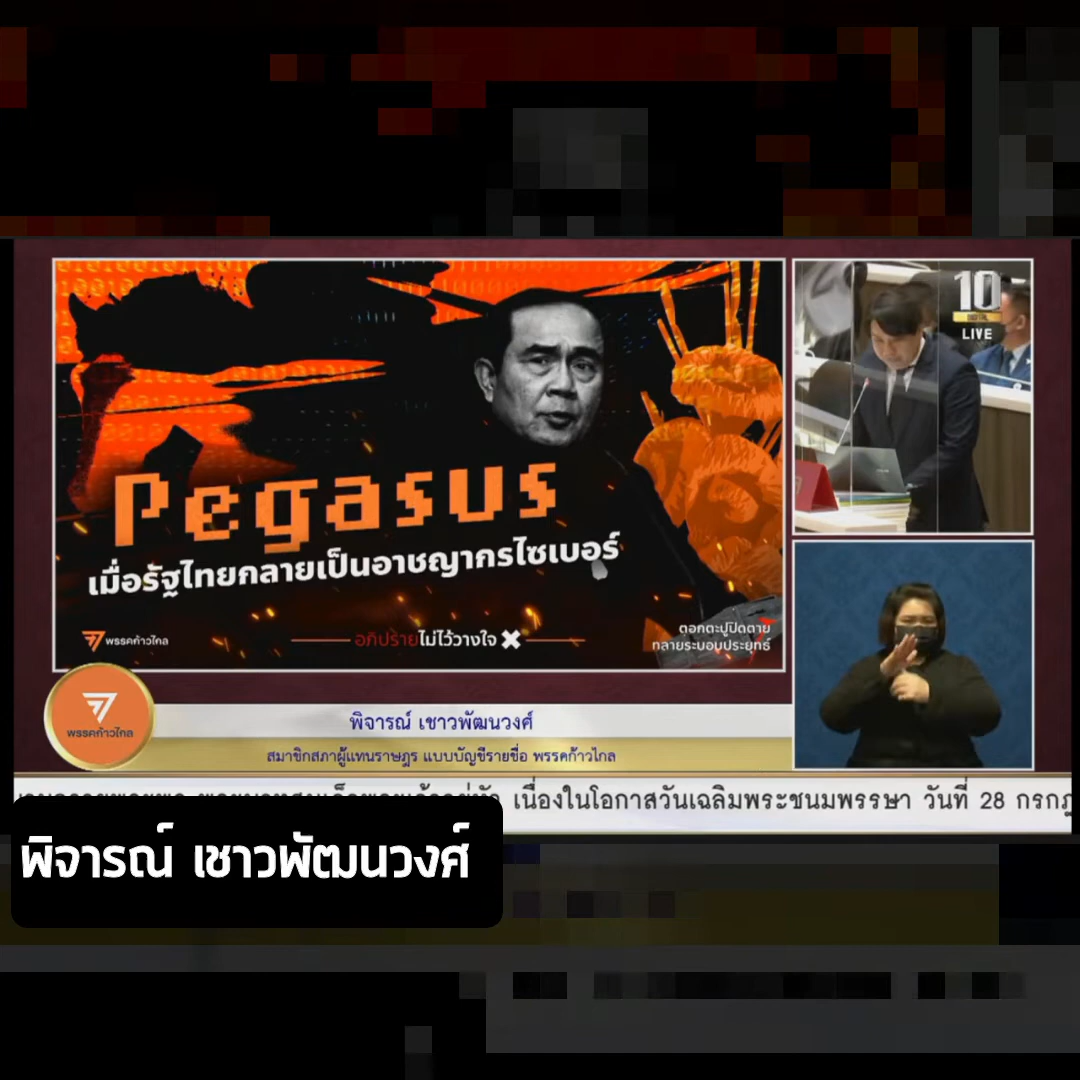 10
DIGITAL
LIVE
Pegasus
เมื่อรัฐไทยกลายเป็นอาชญากรไซเบอร์
พรรคก้าวไกล
อภิปรายไม่ไว้วางใจ
ตอกตะปูปิดตาย
ทลายระบอบประยุทธ์
พรรคก้าวไกล
พิจารณ์ เชาวพัฒนวงศ์
สมาชิกสภาผู้แทนราษฎร แบบบัญชีรายชื่อ พรรคก้าวไกล
เนื่องในโอกาสวันเฉลิมพระชนมพรรษา วันที่ 28
พิจารณ์ เชาวพัฒนวงศ์